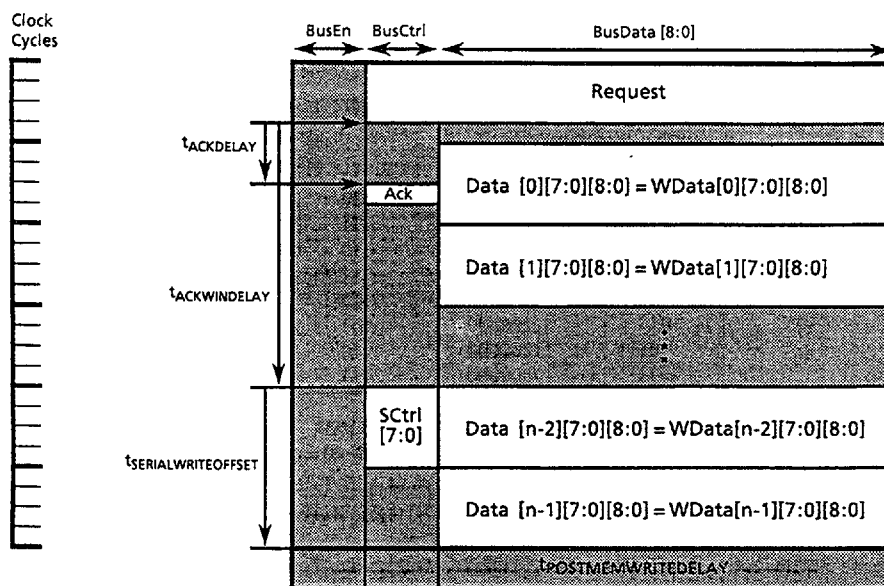 Clock
Cycles
BusEn BusCtrl BusData [8:0]
Request
tACKDELAY
Ack
Data [0][7:0][8:0] = WData[0][7:0][8:0]
Data [1][7:0][8:0] = WData[1][7:0][8:0]
tACKWINDELAY
SCtrl
[7:0]
Data [n-2][7:0][8:0] = WData[n-2][7:0][8:0]
tSERIALWRITEOFFSET
Data [n-1][7:0][8:0] = WData[n-1][7:0][8:0]
tPOSTMEMWRITEDELAY